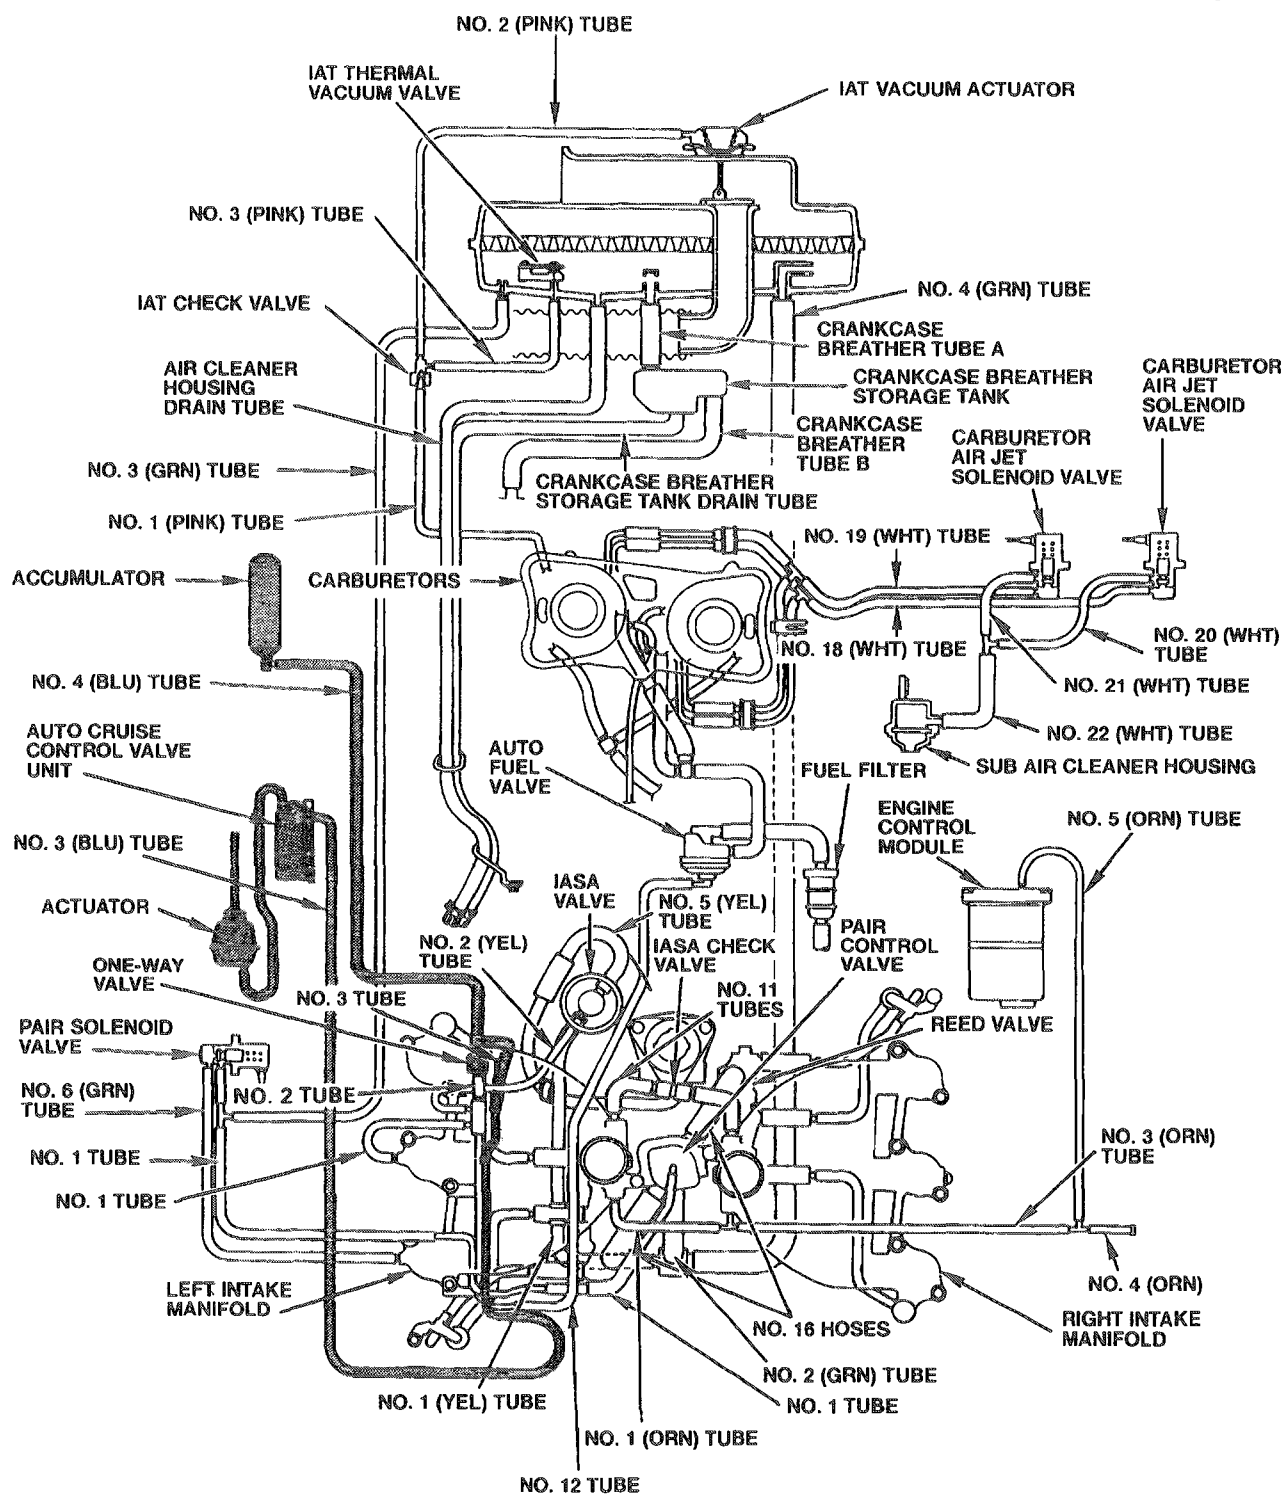 NO. 2 (PINK) TUBE
IAT THERMAL
VACUUM VALVE
IAT VACUUM ACTUATOR
NO. 3 (PINK) TUBE
IAT CHECK VALVE
NO. 4 (GRN) TUBE
CRANKCASE
BREATHER TUBE A
AIR CLEANER
HOUSING
DRAIN TUBE
CRANKCASE BREATHER
STORAGE TANK
CARBURETOR
AIR JET
SOLENOID
VALVE
CRANKCASE
BREATHER
TUBE B
CARBURETOR
AIR JET
SOLENOID VALVE
NO. 3 (GRN) TUBE
CRANKCASE BREATHER
STORAGE TANK DRAIN TUBE
NO. 1 (PINK) TUBE
NO. 19 (WHT) TUBE
ACCUMULATOR
CARBURETORS
NO. 18 (WHT) TUBE
NO. 20 (WHT)
TUBE
NO. 4 (BLU) TUBE
NO. 21 (WHT) TUBE
AUTO CRUISE
CONTROL VALVE
UNIT
NO. 22 (WHT) TUBE
AUTO
FUEL
VALVE
FUEL FILTER
SUB AIR CLEANER HOUSING
ENGINE
CONTROL
MODULE
NO. 5 (ORN) TUBE
NO. 3 (BLU) TUBE
IASA
VALVE
NO. 5 (YEL)
TUBE
ACTUATOR
PAIR
CONTROL
VALVE
NO. 2 (YEL)
TUBE
IASA CHECK
VALVE
ONE-WAY
VALVE
NO. 3 TUBE
NO. 11
TUBES
PAIR SOLENOID
VALVE
REED VALVE
NO. 6 (GRN)
TUBE
NO. 2 TUBE
NO. 3 (ORN)
TUBE
NO. 1 TUBE
NO. 1 TUBE
LEFT INTAKE
MANIFOLD
NO. 4 (ORN)
NO. 16 HOSES
RIGHT INTAKE
MANIFOLD
NO. 2 (GRN) TUBE
NO. 1 (YEL) TUBE
NO. 1 TUBE
NO. 1 (ORN) TUBE
NO. 12 TUBE